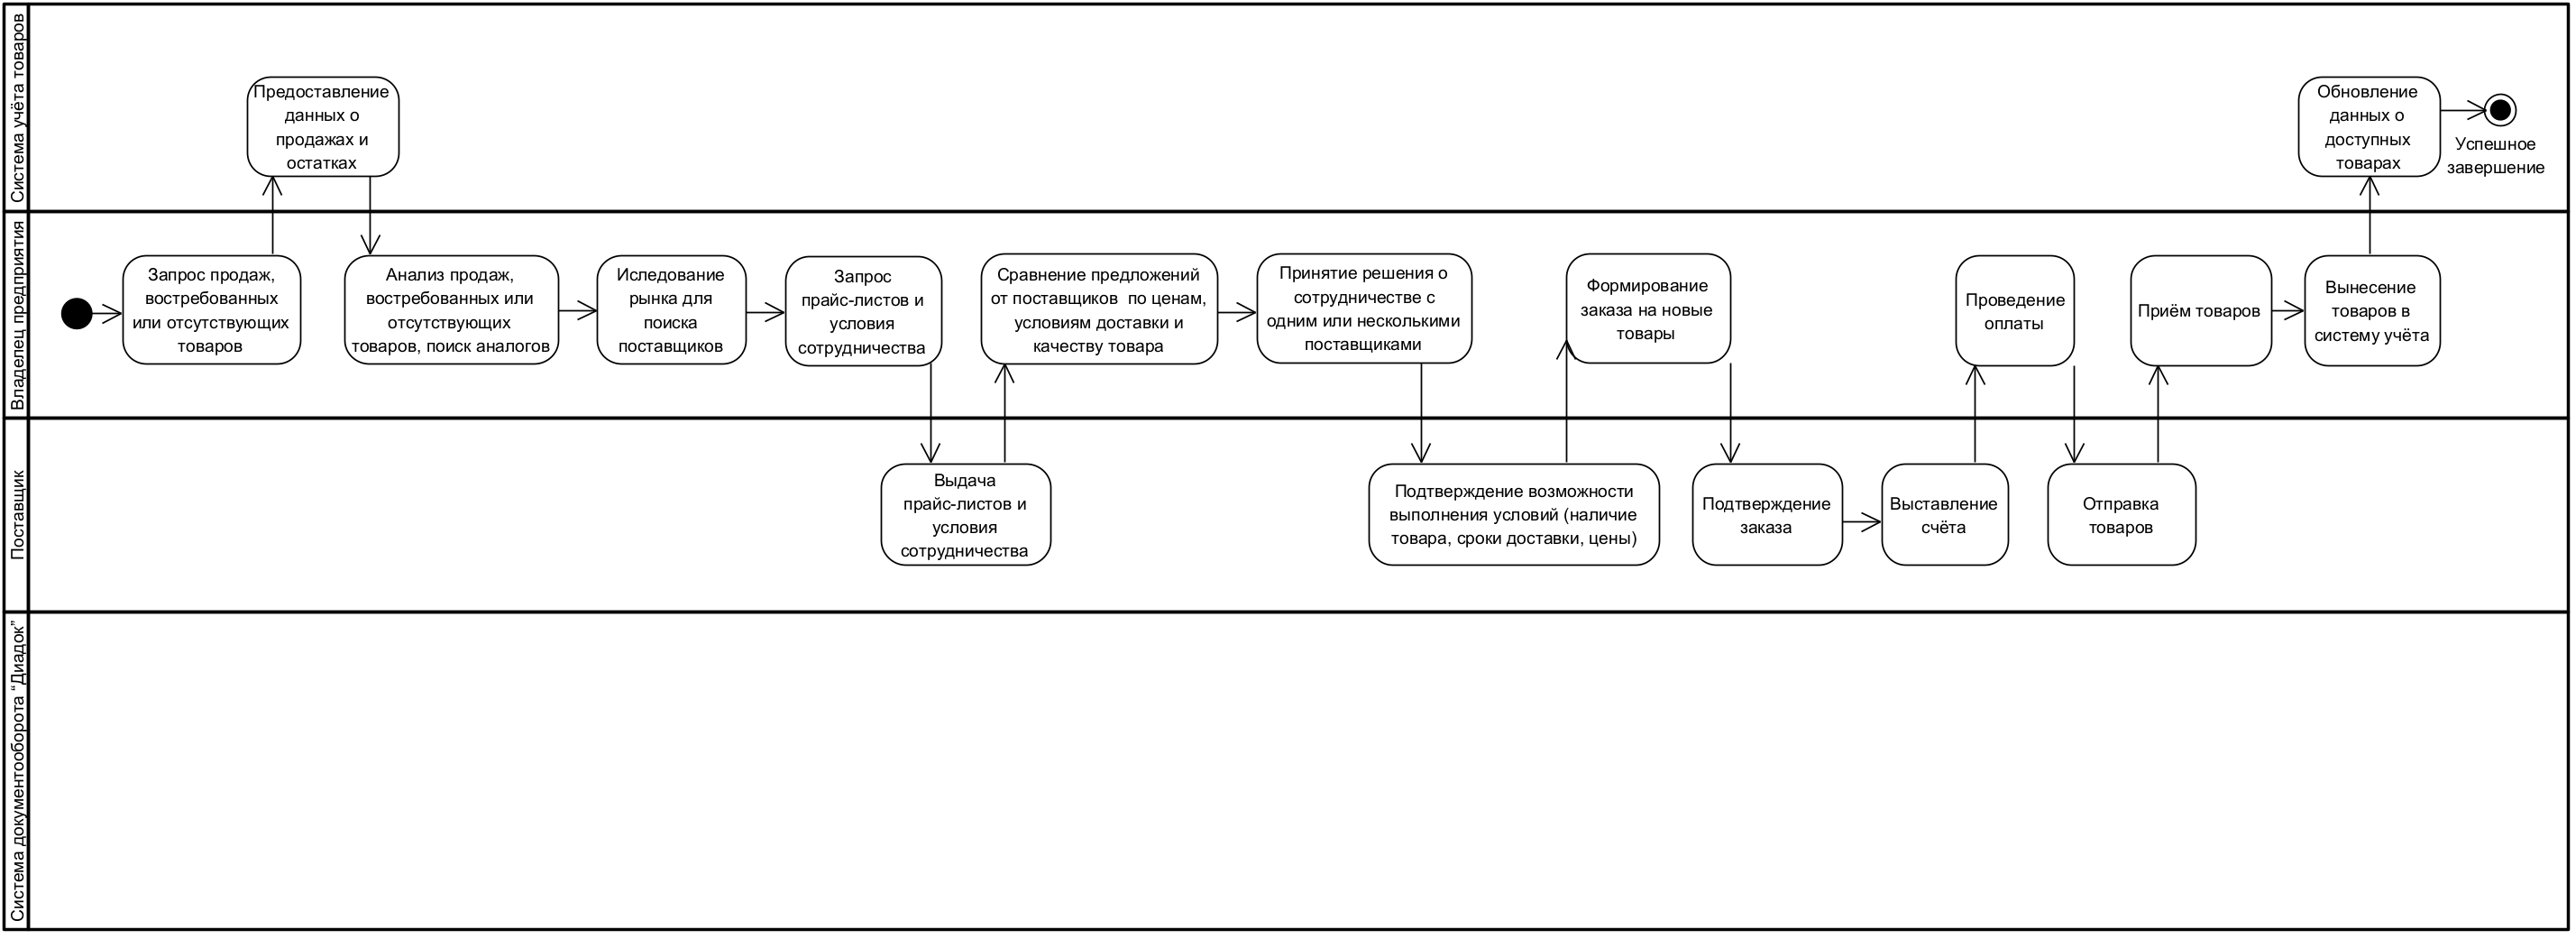 Система учёта товаров
Предоставление
данных о
продажах и
остатках
Обновление
данных о
доступных
товарах
Успешное
завершение
Владелец предприятия
Запрос продаж,
востребованных
или отсутствующих
товаров
Анализ продаж,
востребованных или
отсутствующих
товаров, поиск аналогов
Иследование
рынка для
поиска
поставщиков
Запрос
прайс-листов и
условия
сотрудничества
Сравнение предложений
от поставщиков по ценам,
условиям доставки и
качеству товара
Принятие решения о
сотрудничестве с
одним или несколькими
поставщиками
Формирование
заказа на новые
товары
Проведение
оплаты
Приём товаров
Вынесение
товаров в
систему учёта
Поставщик
Выдача
прайс-листов и
условия
сотрудничества
Подтверждение возможности
выполнения условий (наличие
товара, сроки доставки, цены)
Подтверждение
заказа
Выставление
счёта
Отправка
товаров
Система документооборота “Диадок”